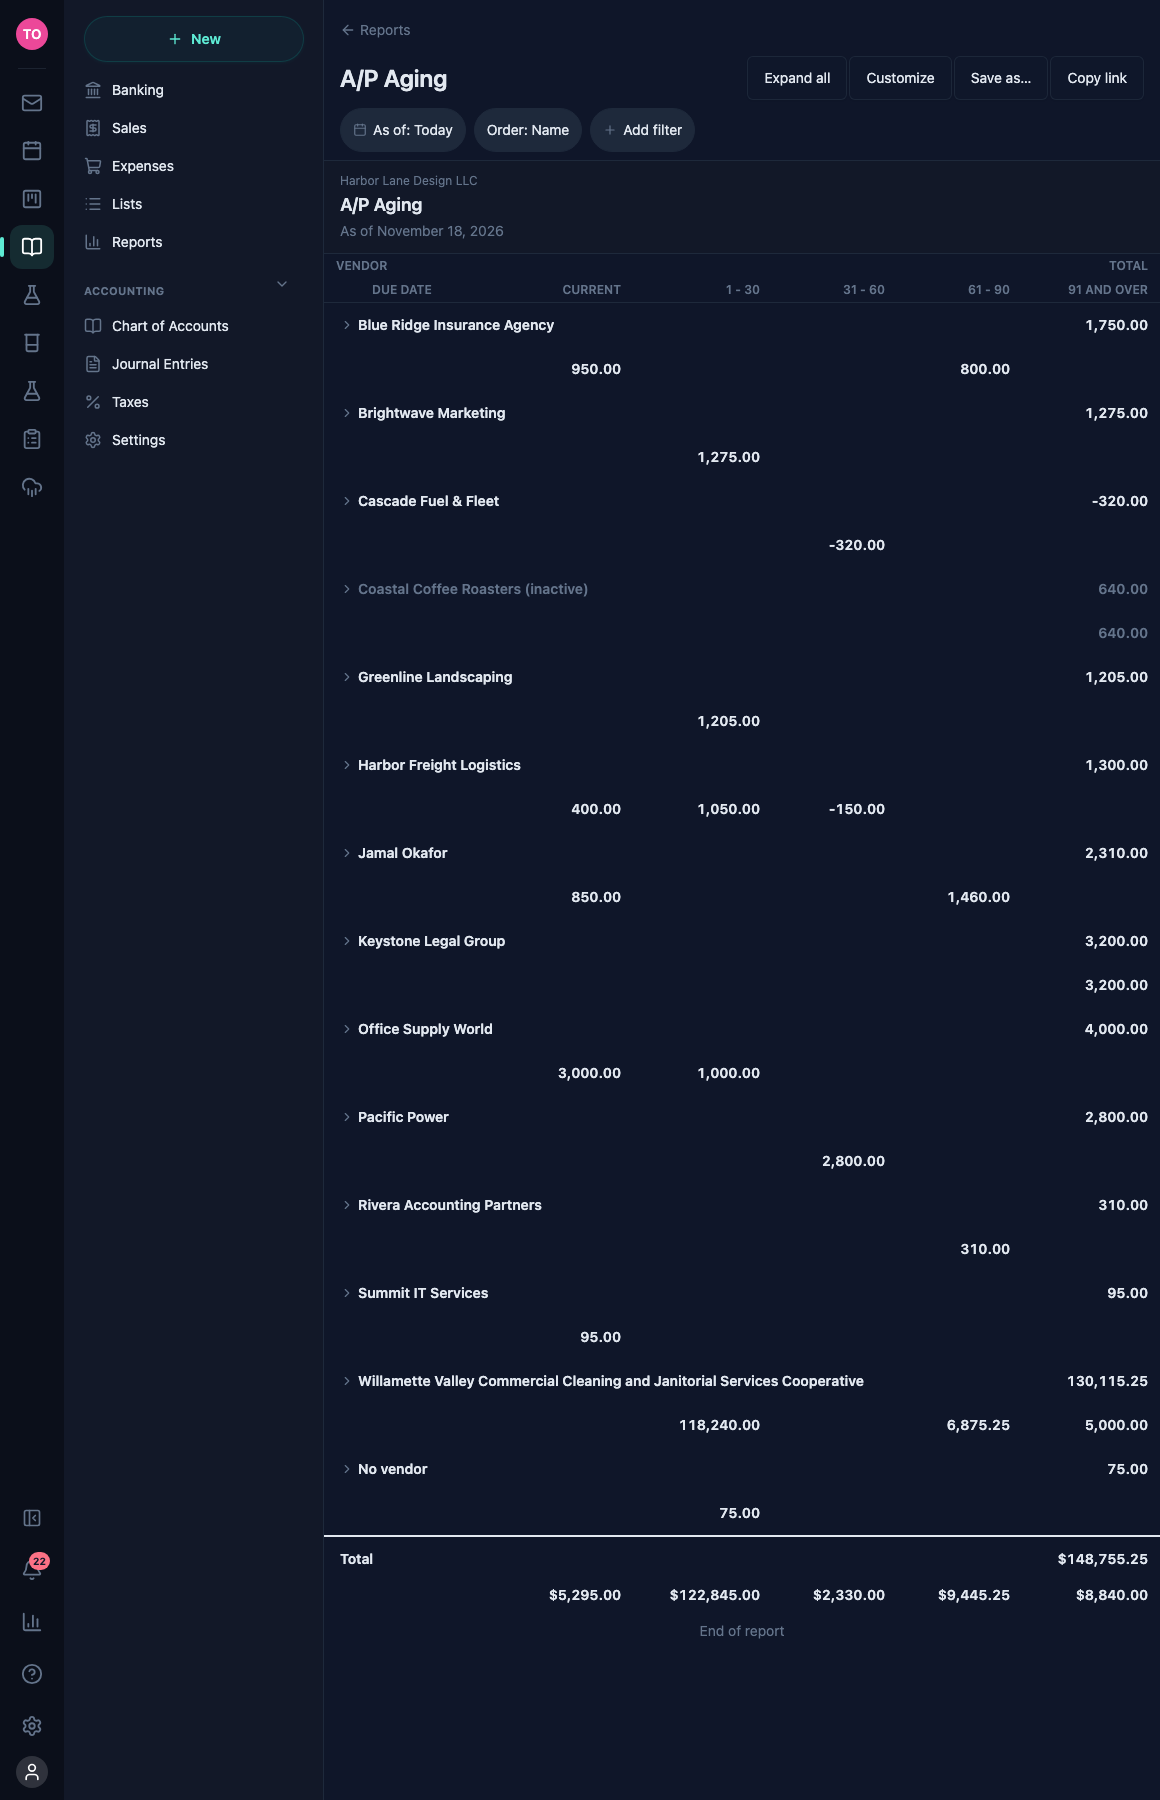 TO
New
Banking
Sales
Expenses
Lists
Reports
ACCOUNTING
Chart of Accounts
Journal Entries
Taxes
Settings
22
Reports
A/P Aging
Expand all
Customize
Save as...
Copy link
As of: Today
Order: Name
Add filter
Harbor Lane Design LLC
A/P Aging
As of November 18, 2026
VENDOR TOTAL
DUE DATE CURRENT 1 - 30 31 - 60 61 - 90 91 AND OVER
Blue Ridge Insurance Agency 1,750.00
950.00 800.00
Brightwave Marketing 1,275.00
1,275.00
Cascade Fuel & Fleet -320.00
-320.00
Coastal Coffee Roasters (inactive) 640.00
640.00
Greenline Landscaping 1,205.00
1,205.00
Harbor Freight Logistics 1,300.00
400.00 1,050.00 -150.00
Jamal Okafor 2,310.00
850.00 1,460.00
Keystone Legal Group 3,200.00
3,200.00
Office Supply World 4,000.00
3,000.00 1,000.00
Pacific Power 2,800.00
2,800.00
Rivera Accounting Partners 310.00
310.00
Summit IT Services 95.00
95.00
Willamette Valley Commercial Cleaning and Janitorial Services Cooperative 130,115.25
118,240.00 6,875.25 5,000.00
No vendor 75.00
75.00
Total $148,755.25
$5,295.00 $122,845.00 $2,330.00 $9,445.25 $8,840.00
End of report